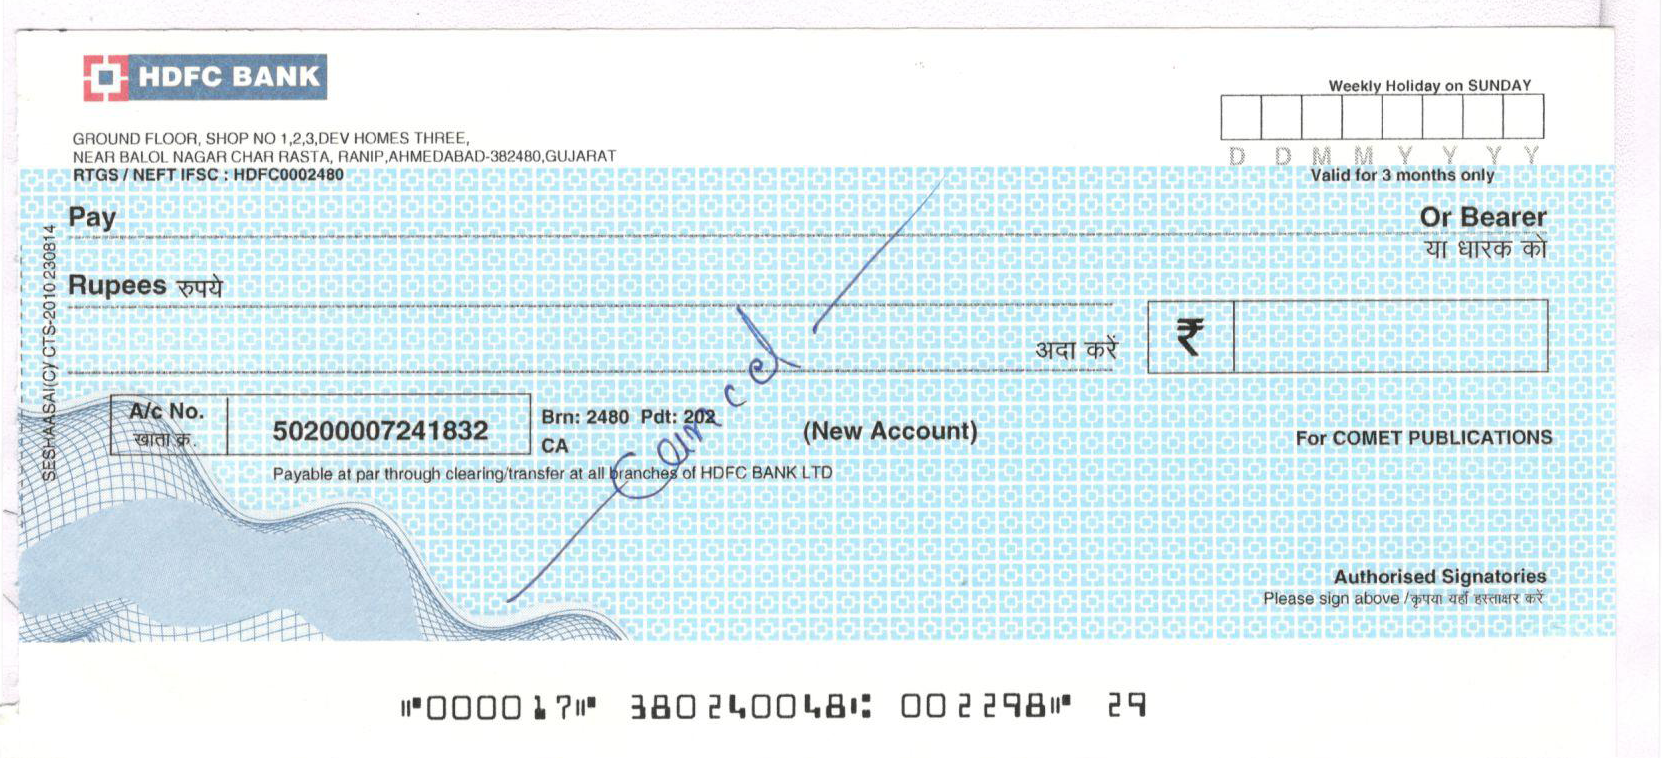 HDFC BANK
Weekly Holiday on SUNDAY
GROUND FLOOR, SHOP NO 1,2,3,DEV HOMES THREE,
NEAR BALOL NAGAR CHAR RASTA, RANIP,AHMEDABAD-382480,GUJARAT
RTGS / NEFT IFSC : HDFC0002480
D D M M Y Y Y Y
Valid for 3 months only
Pay
Or Bearer
या धारक को
Rupees रुपये
अदा करें
₹
SESHAASAI(C)/ CTS-2010 230814
A/c No.
खाता क्र.
50200007241832
Brn: 2480 Pdt: 202
CA
(New Account)
For COMET PUBLICATIONS
Payable at par through clearing/transfer at all branches of HDFC BANK LTD
Cancel
Authorised Signatories
Please sign above / कृपया यहाँ हस्ताक्षर करें
⑈000017⑈ 380240048⑆ 002298⑈ 29